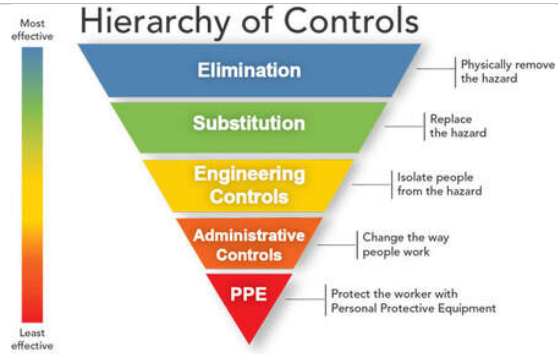 Hierarchy of Controls
Most
effective
Elimination
Physically remove
the hazard
Substitution
Replace
the hazard
Engineering
Controls
Isolate people
from the hazard
Administrative
Controls
Change the way
people work
PPE
Protect the worker with
Personal Protective Equipment
Least
effective